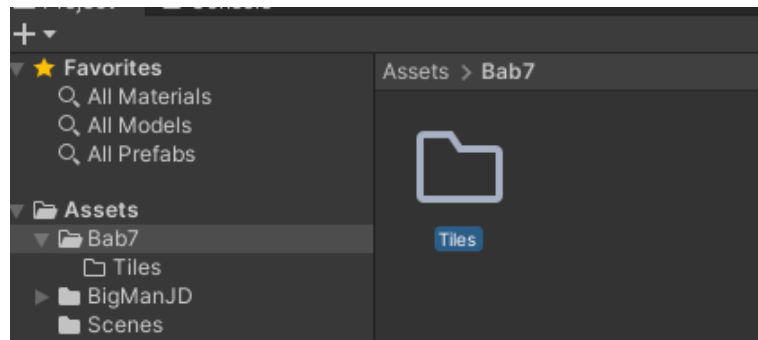 Favorites
All Materials
All Models
All Prefabs
Assets
Bab7
Tiles
BigManJD
Scenes
Assets > Bab7
Tiles